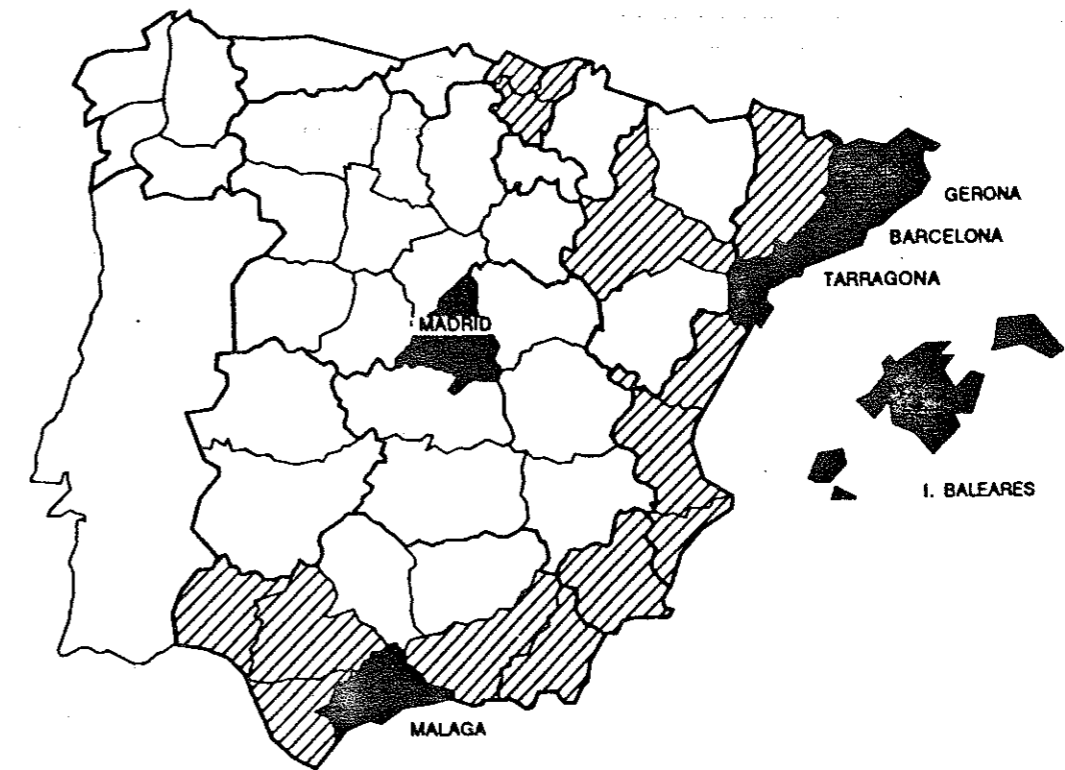 GERONA
BARCELONA
TARRAGONA
MADRID
I. BALEARES
MALAGA